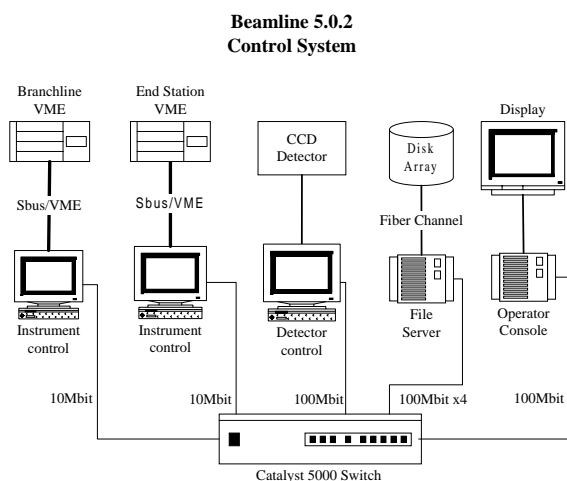 Beamline 5.0.2
Control System
Branchline
VME
End Station
VME
CCD
Detector
Disk
Array
Display
Sbus/VME
Sbus/VME
Fiber Channel
Instrument
control
Instrument
control
Detector
control
File
Server
Operator
Console
10Mbit
10Mbit
100Mbit
100Mbit x4
100Mbit
Catalyst 5000 Switch